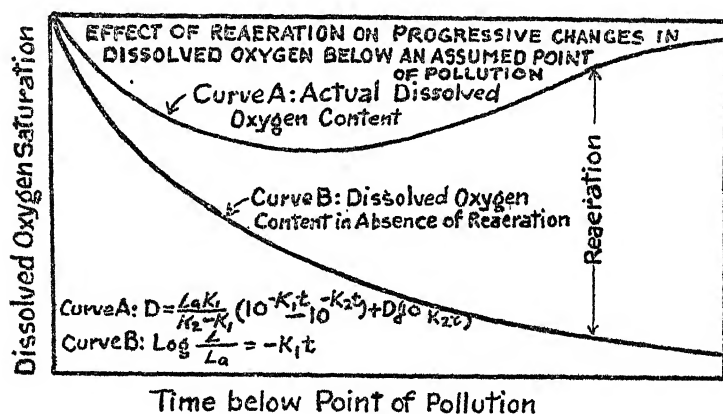 EFFECT OF REAERATION ON PROGRESSIVE CHANGES IN
DISSOLVED OXYGEN BELOW AN ASSUMED POINT
OF POLLUTION
Curve A: Actual Dissolved
Oxygen Content
Curve B: Dissolved Oxygen
Content in Absence of Reaeration
Reaeration
Curve A: D = LaK₁/K₂-K₁ (10^-K₁t - 10^-K₂t) + Da(10^-K₂t)
Curve B: Log L/La = -K₁t
Dissolved Oxygen Saturation
Time below Point of Pollution